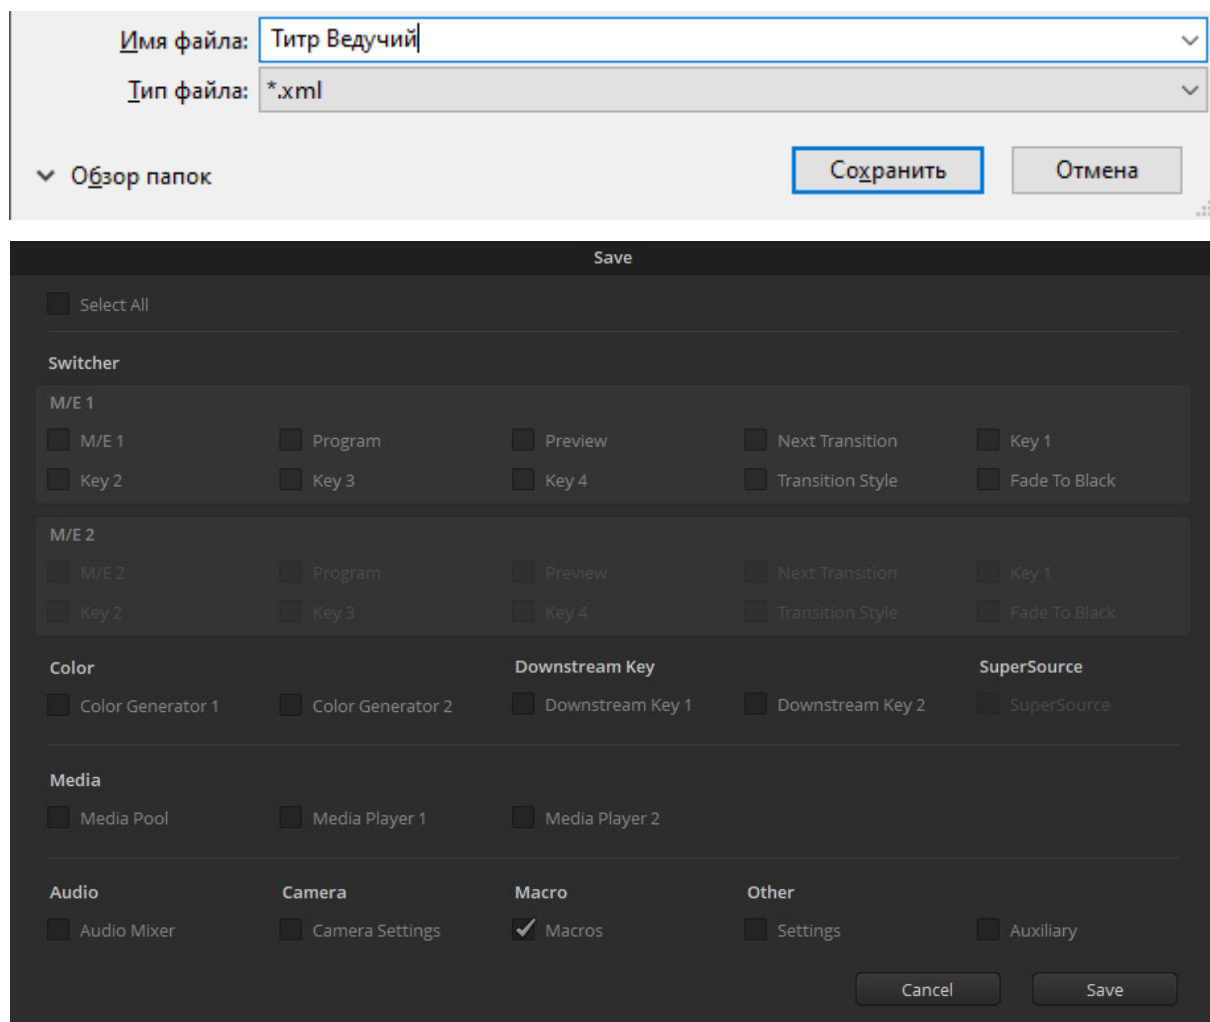 Имя файла: Титр Ведучий
Тип файла: *.xml
Обзор папок Сохранить Отмена
Save
Select All
Switcher
M/E 1
M/E 1 Program Preview Next Transition Key 1
Key 2 Key 3 Key 4 Transition Style Fade To Black
M/E 2
M/E 2 Program Preview Next Transition Key 1
Key 2 Key 3 Key 4 Transition Style Fade To Black
Color Downstream Key SuperSource
Color Generator 1 Color Generator 2 Downstream Key 1 Downstream Key 2 SuperSource
Media
Media Pool Media Player 1 Media Player 2
Audio Camera Macro Other
Audio Mixer Camera Settings Macros Settings Auxiliary
Cancel Save